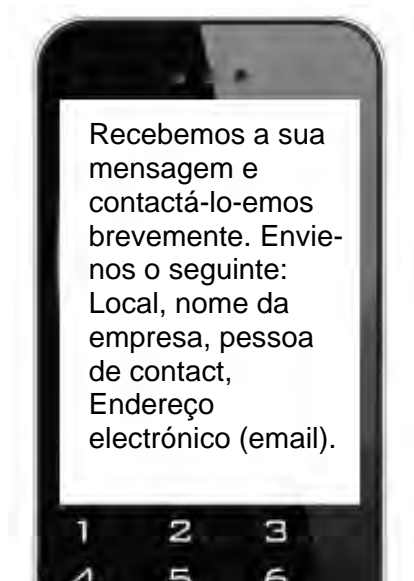 Recebemos a sua
mensagem e
contactá-lo-emos
brevemente. Envie-
nos o seguinte:
Local, nome da
empresa, pessoa
de contact,
Endereço
electrónico (email).
1 2 3
4 5 6